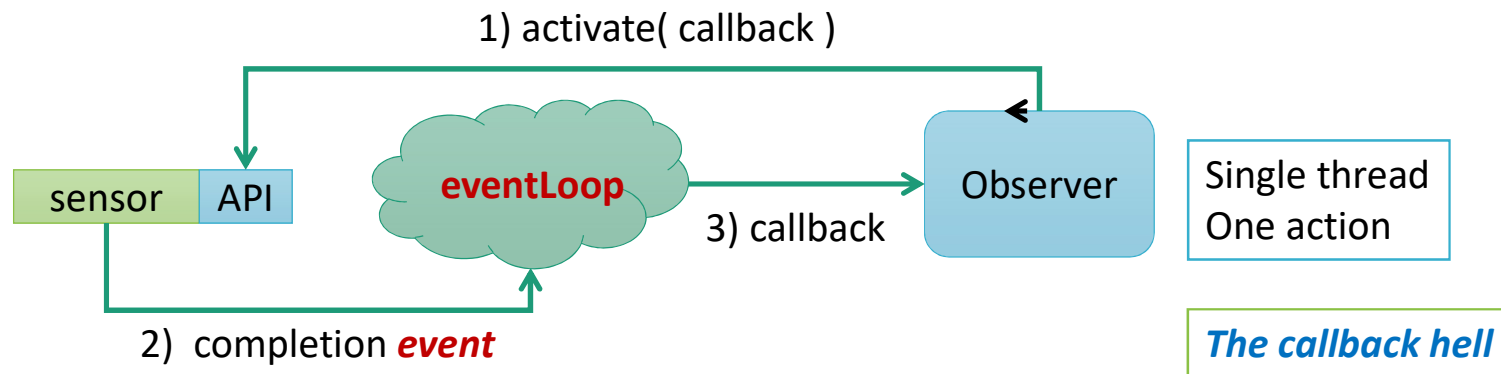 1) activate( callback )
sensor
API
eventLoop
Observer
Single thread
One action
3) callback
2) completion event
The callback hell